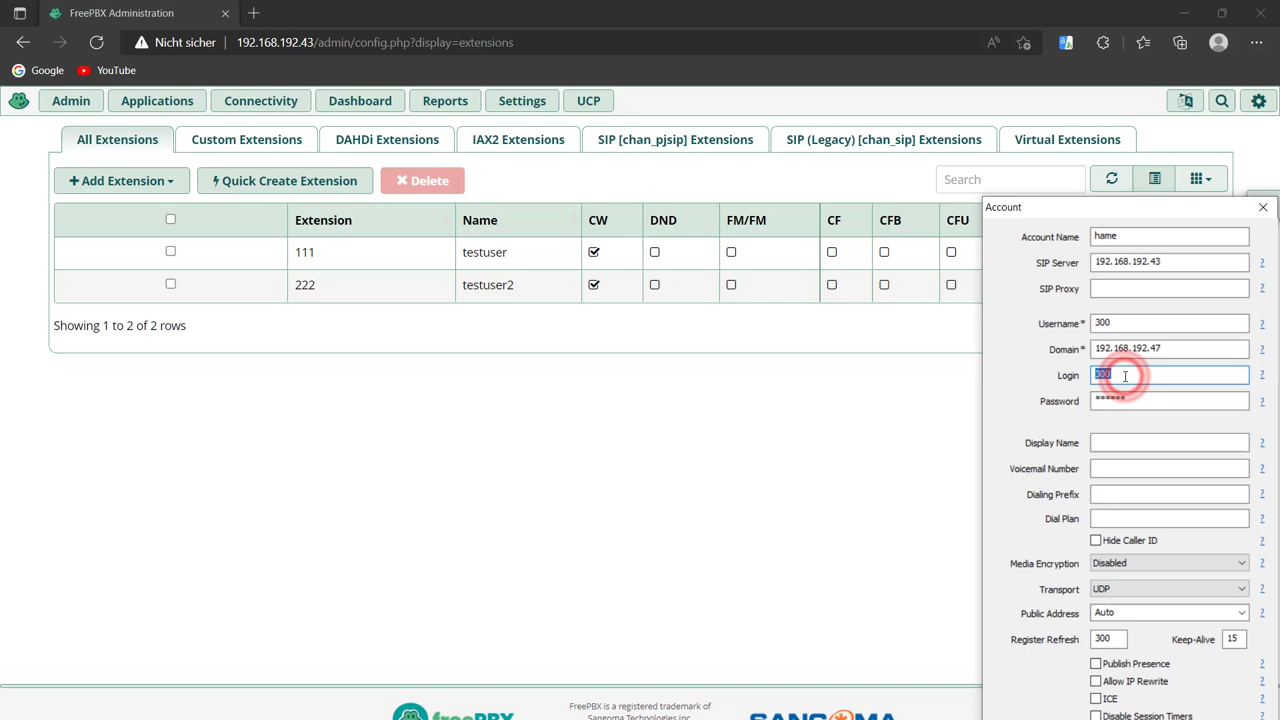 FreePBX Administration
Nicht sicher
192.168.192.43/admin/config.php?display=extensions
Google
YouTube
Admin
Applications
Connectivity
Dashboard
Reports
Settings
UCP
All Extensions
Custom Extensions
DAHDi Extensions
IAX2 Extensions
SIP [chan_pjsip] Extensions
SIP (Legacy) [chan_sip] Extensions
Virtual Extensions
Add Extension
Quick Create Extension
Delete
Search
Extension Name CW DND FM/FM CF CFB CFU
111 testuser
222 testuser2
Showing 1 to 2 of 2 rows
Account
Account Name hame
SIP Server 192.168.192.43 ?
SIP Proxy ?
Username* 300 ?
Domain* 192.168.192.47 ?
Login 300 ?
Password ****** ?
Display Name ?
Voicemail Number ?
Dialing Prefix ?
Dial Plan ?
Hide Caller ID ?
Media Encryption Disabled ?
Transport UDP ?
Public Address Auto ?
Register Refresh 300 Keep-Alive 15 ?
Publish Presence ?
Allow IP Rewrite ?
ICE ?
Disable Session Timers ?
freePBX
FreePBX is a registered trademark of
Sangoma Technologies Inc.
SANGOMA